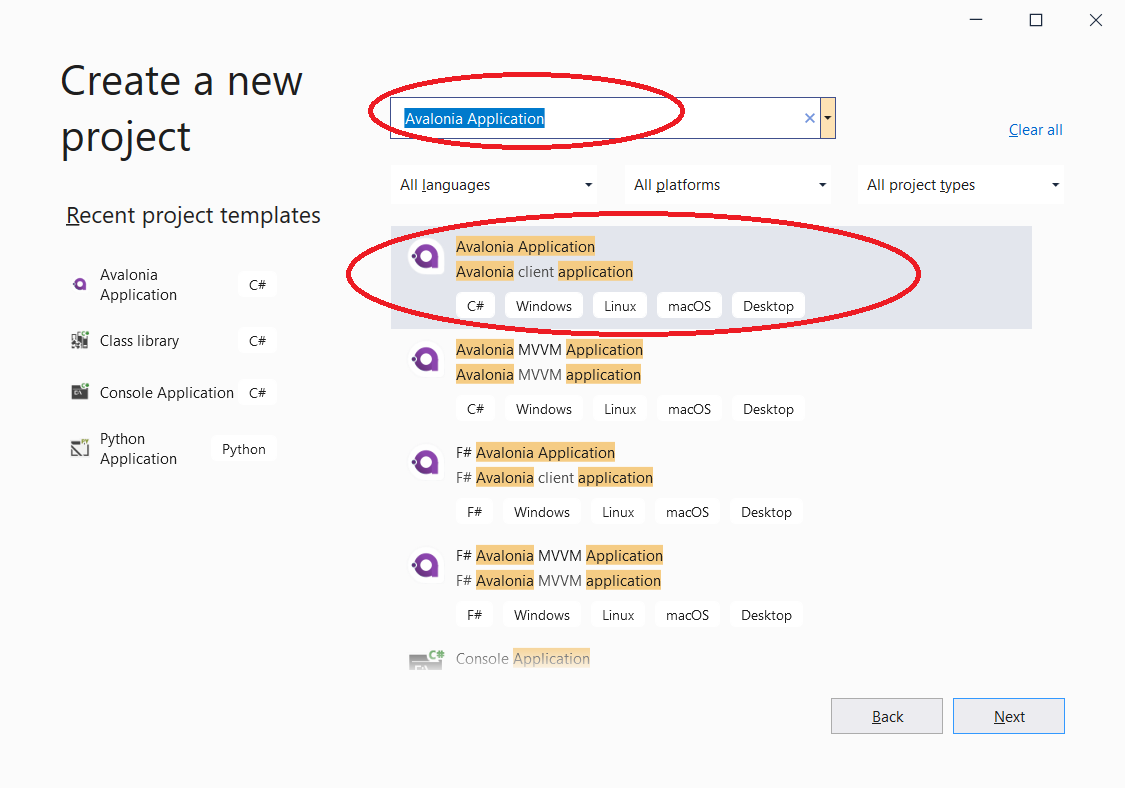 Create a new
project
Recent project templates
Avalonia
Application
C#
Class library
C#
Console Application
C#
Python
Application
Python
Avalonia Application
Clear all
All languages
All platforms
All project types
Avalonia Application
Avalonia client application
C#
Windows
Linux
macOS
Desktop
Avalonia MVVM Application
Avalonia MVVM application
C#
Windows
Linux
macOS
Desktop
F# Avalonia Application
F# Avalonia client application
F#
Windows
Linux
macOS
Desktop
F# Avalonia MVVM Application
F# Avalonia MVVM application
F#
Windows
Linux
macOS
Desktop
Console Application
Back
Next